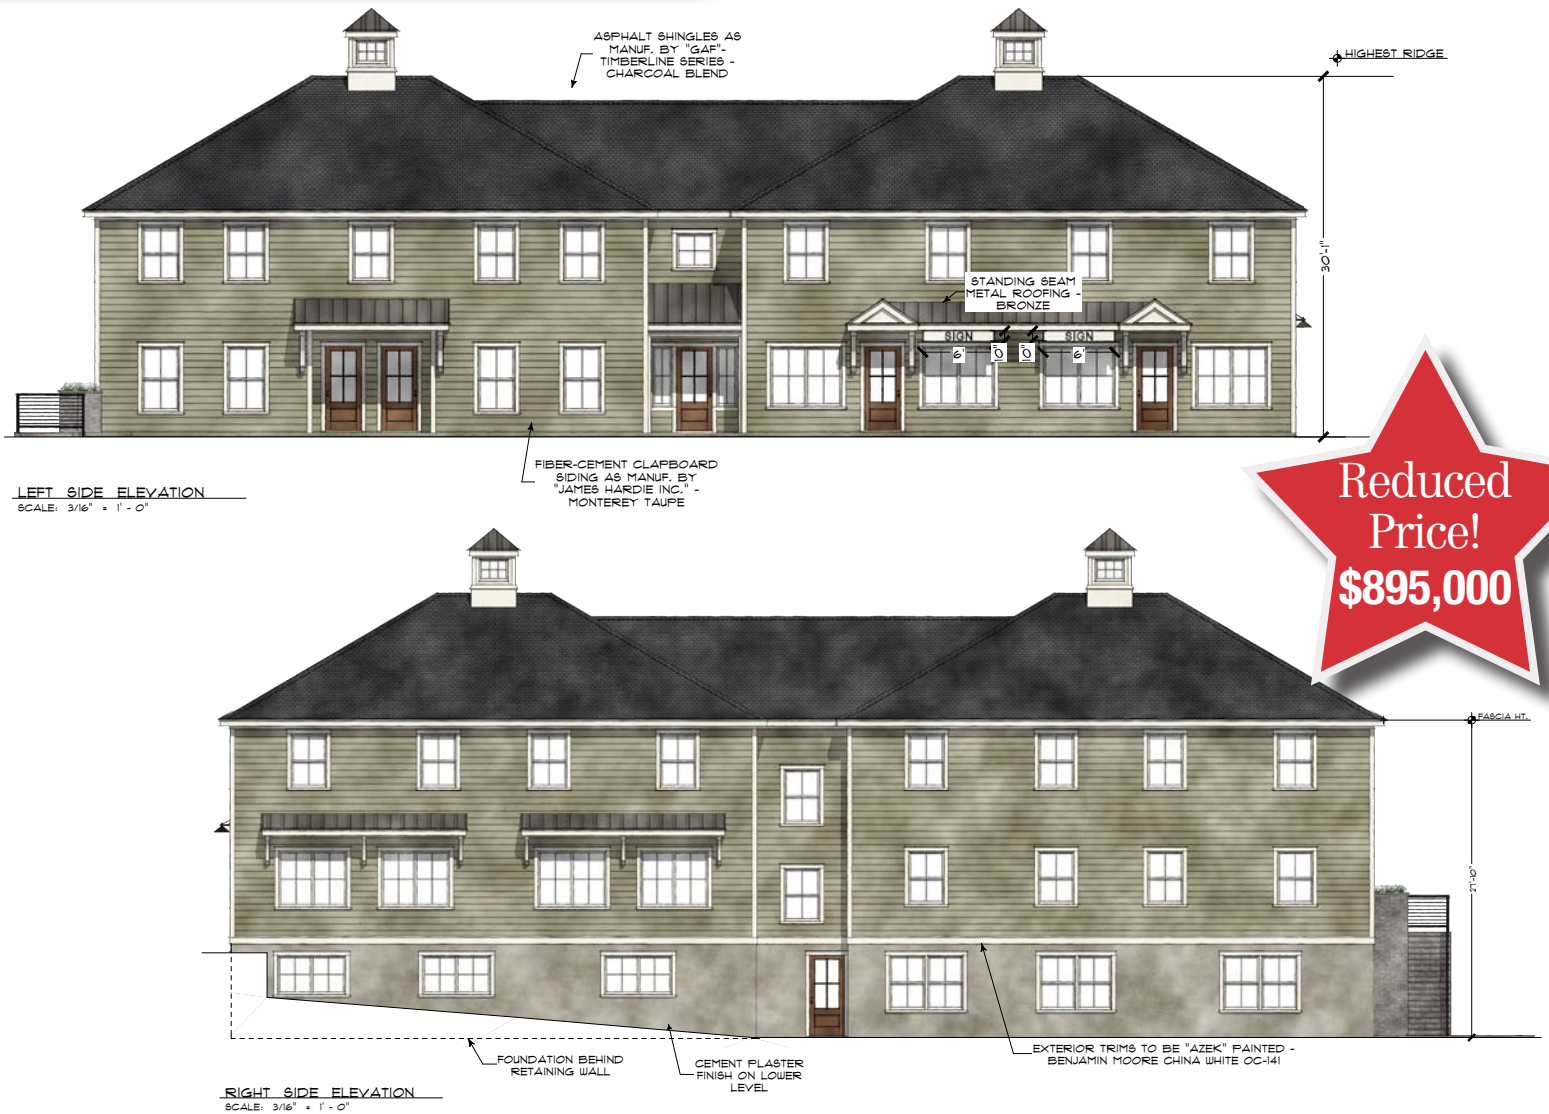 ASPHALT SHINGLES AS
MANUF. BY "GAF"-
TIMBERLINE SERIES -
CHARCOAL BLEND
HIGHEST RIDGE
30'-1"
STANDING SEAM
METAL ROOFING -
BRONZE
SIGN
SIGN
6'
6'
FIBER-CEMENT CLAPBOARD
SIDING AS MANUF. BY
"JAMES HARDIE INC." -
MONTEREY TAUPE
LEFT SIDE ELEVATION
SCALE: 3/16" = 1' - 0"
Reduced
Price!
$895,000
FASCIA HT.
FOUNDATION BEHIND
RETAINING WALL
CEMENT PLASTER
FINISH ON LOWER
LEVEL
EXTERIOR TRIMS TO BE "AZEK" PAINTED -
BENJAMIN MOORE CHINA WHITE OC-141
RIGHT SIDE ELEVATION
SCALE: 3/16" = 1' - 0"